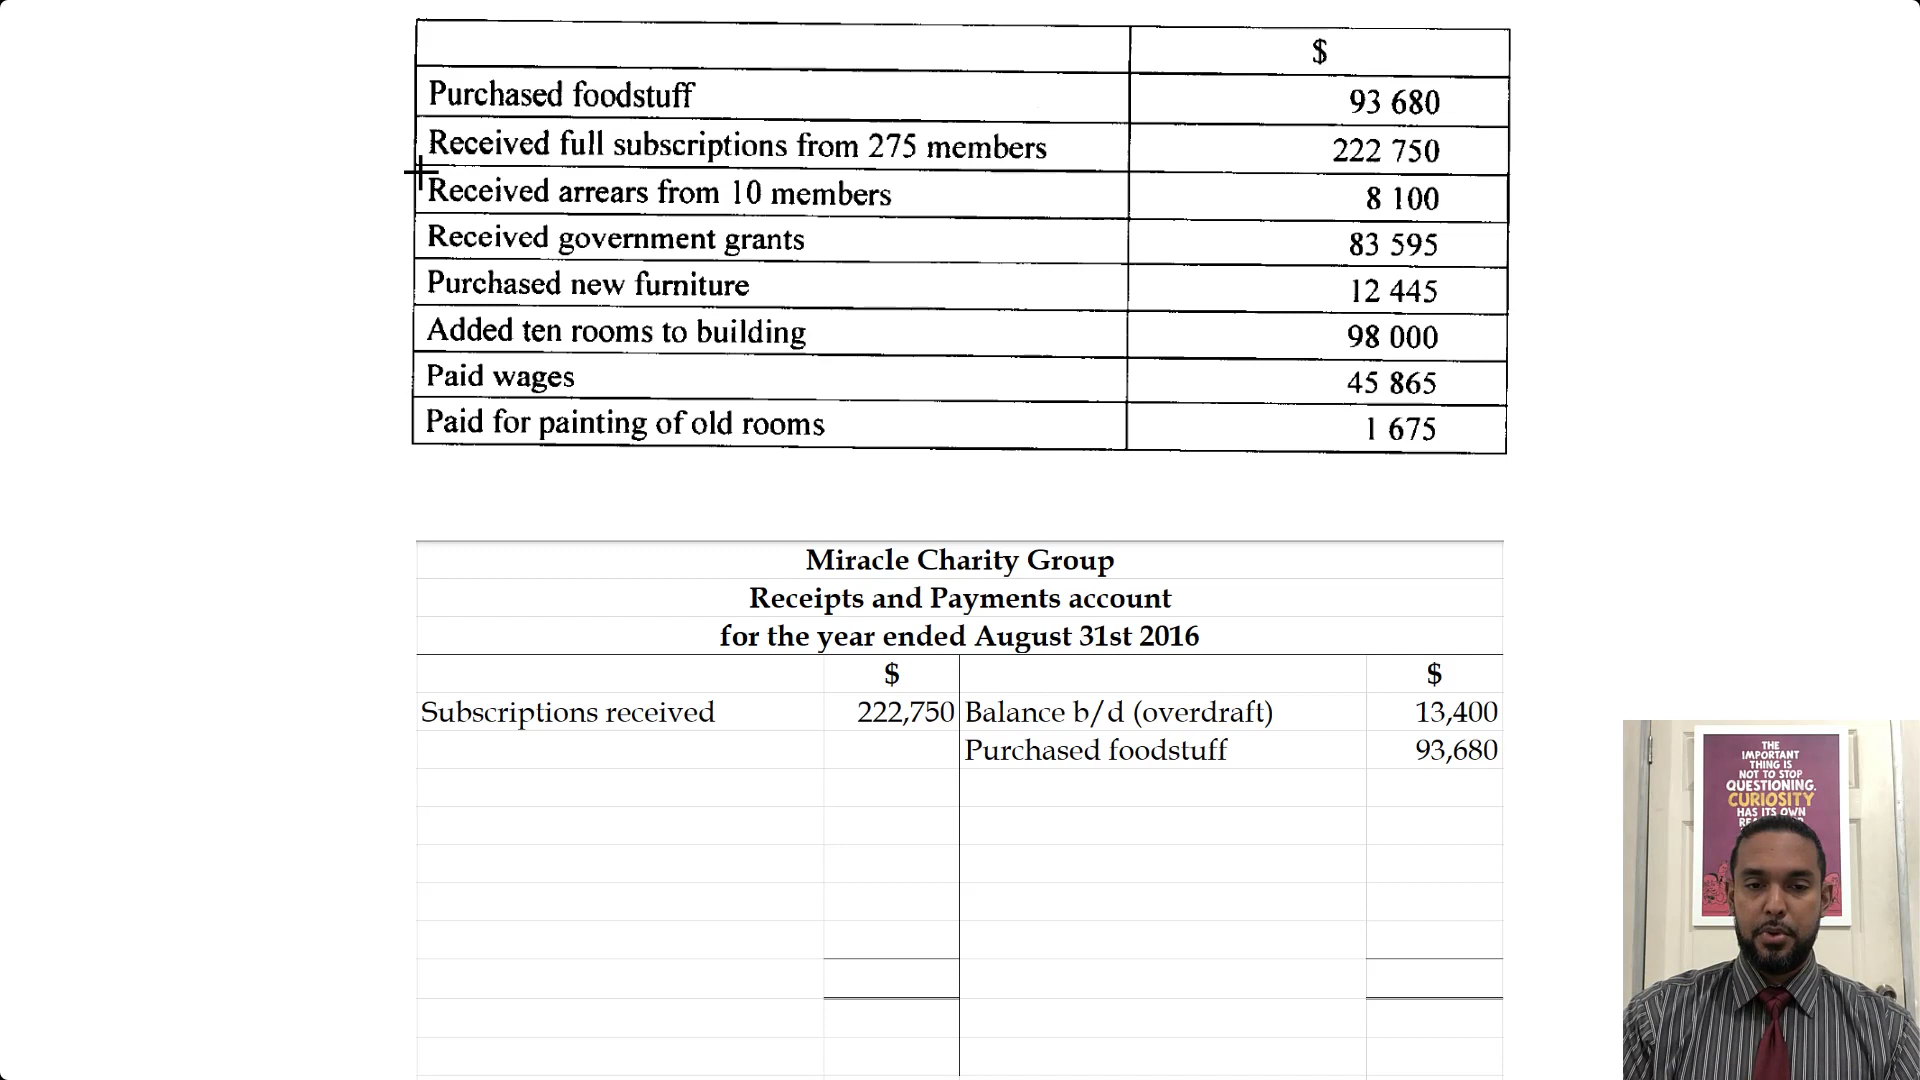 $
Purchased foodstuff 93 680
Received full subscriptions from 275 members 222 750
Received arrears from 10 members 8 100
Received government grants 83 595
Purchased new furniture 12 445
Added ten rooms to building 98 000
Paid wages 45 865
Paid for painting of old rooms 1 675
Miracle Charity Group
Receipts and Payments account
for the year ended August 31st 2016
$ $
Subscriptions received 222,750 Balance b/d (overdraft) 13,400
Purchased foodstuff 93,680
THE
IMPORTANT
THING IS
NOT TO STOP
QUESTIONING.
CURIOSITY
HAS ITS OWN